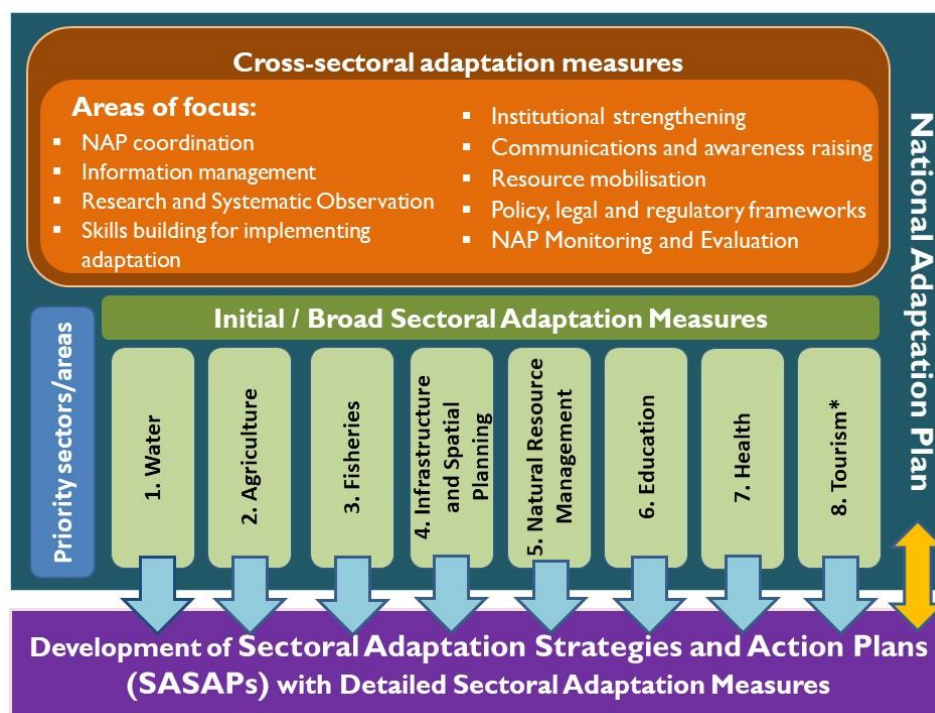 Cross-sectoral adaptation measures
Areas of focus:
▪ NAP coordination
▪ Information management
▪ Research and Systematic Observation
▪ Skills building for implementing
adaptation
▪ Institutional strengthening
▪ Communications and awareness raising
▪ Resource mobilisation
▪ Policy, legal and regulatory frameworks
▪ NAP Monitoring and Evaluation
National Adaptation Plan
Initial / Broad Sectoral Adaptation Measures
Priority sectors/areas
1. Water
2. Agriculture
3. Fisheries
4. Infrastructure
and Spatial
Planning
5. Natural Resource
Management
6. Education
7. Health
8. Tourism*
Development of Sectoral Adaptation Strategies and Action Plans
(SASAPs) with Detailed Sectoral Adaptation Measures